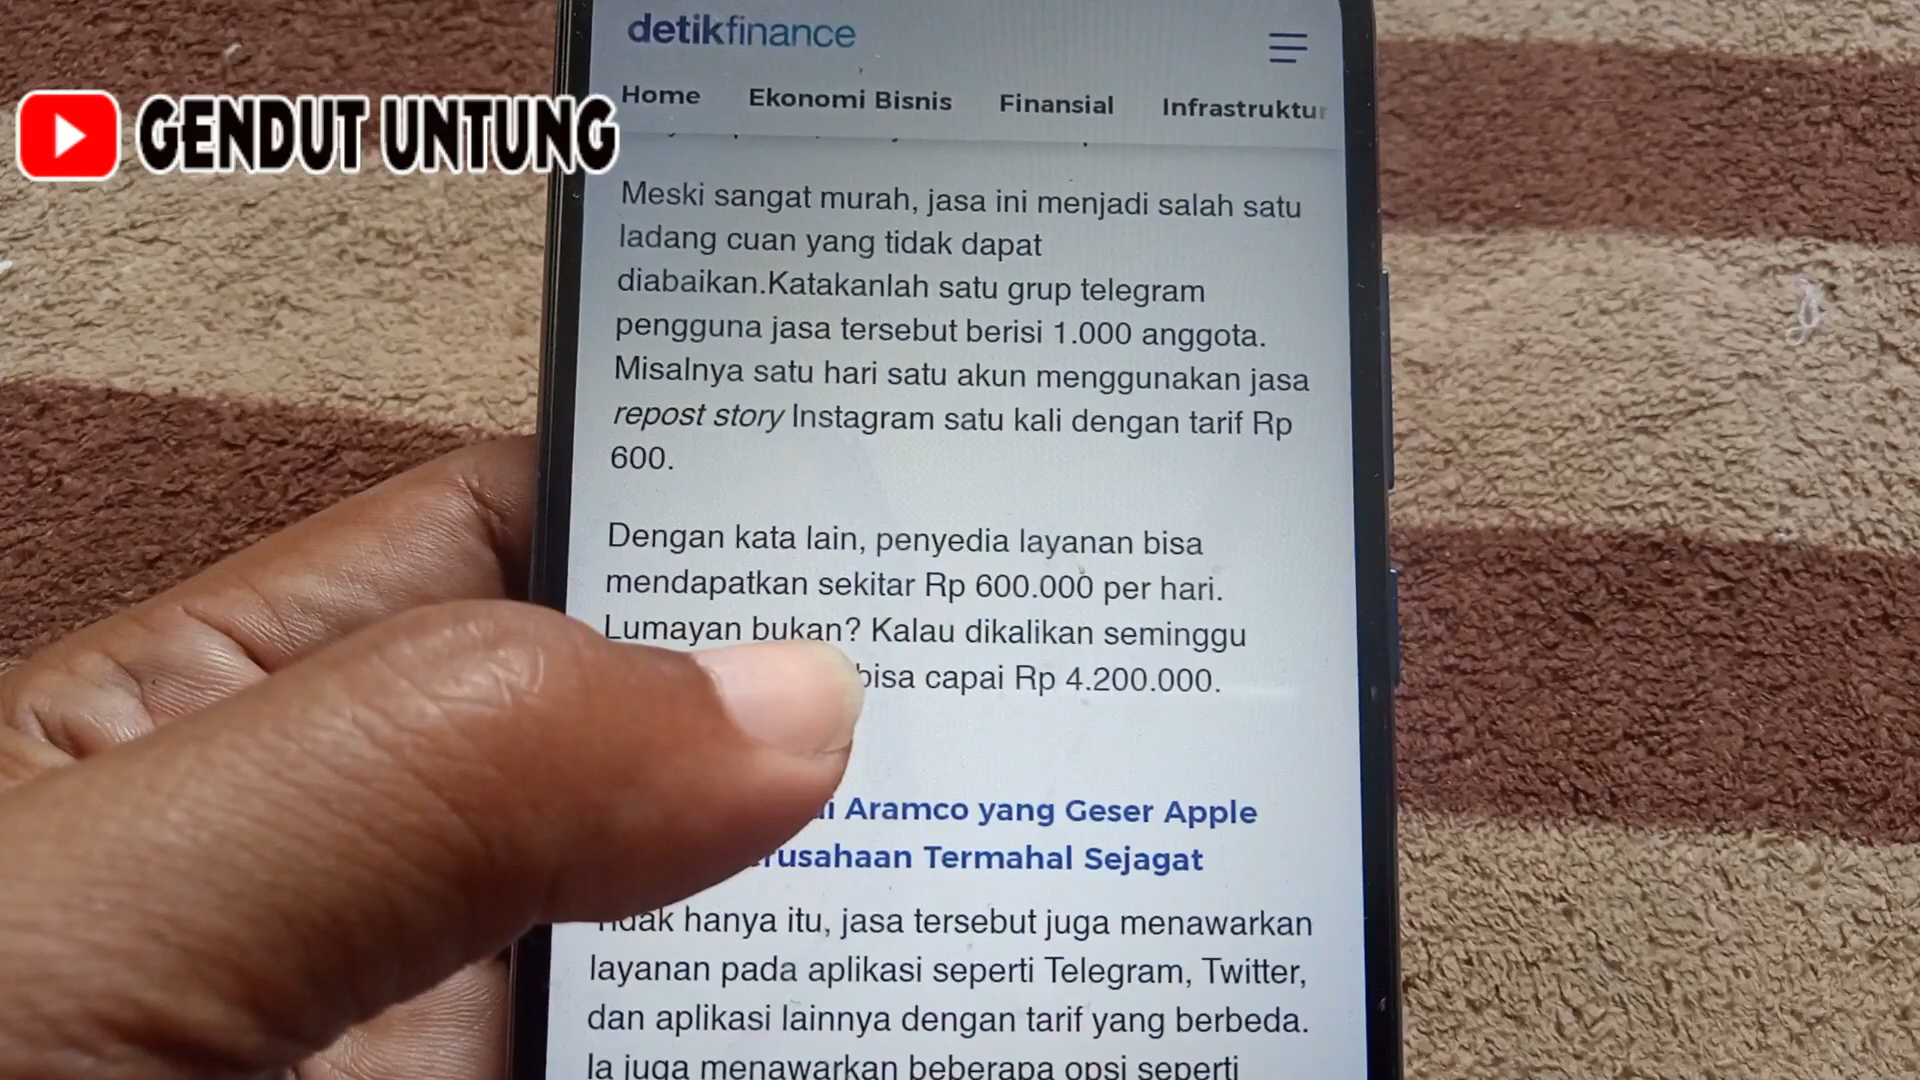 detikfinance
GENDUT UNTUNG
Home Ekonomi Bisnis Finansial Infrastruktur
Meski sangat murah, jasa ini menjadi salah satu
ladang cuan yang tidak dapat
diabaikan.Katakanlah satu grup telegram
pengguna jasa tersebut berisi 1.000 anggota.
Misalnya satu hari satu akun menggunakan jasa
repost story Instagram satu kali dengan tarif Rp
600.
Dengan kata lain, penyedia layanan bisa
mendapatkan sekitar Rp 600.000 per hari.
Lumayan bukan? Kalau dikalikan seminggu
bisa capai Rp 4.200.000.
Aramco yang Geser Apple
Termahal Sejagat
hanya itu, jasa tersebut juga menawarkan
layanan pada aplikasi seperti Telegram, Twitter,
dan aplikasi lainnya dengan tarif yang berbeda.
Ia juga menawarkan beberapa opsi seperti